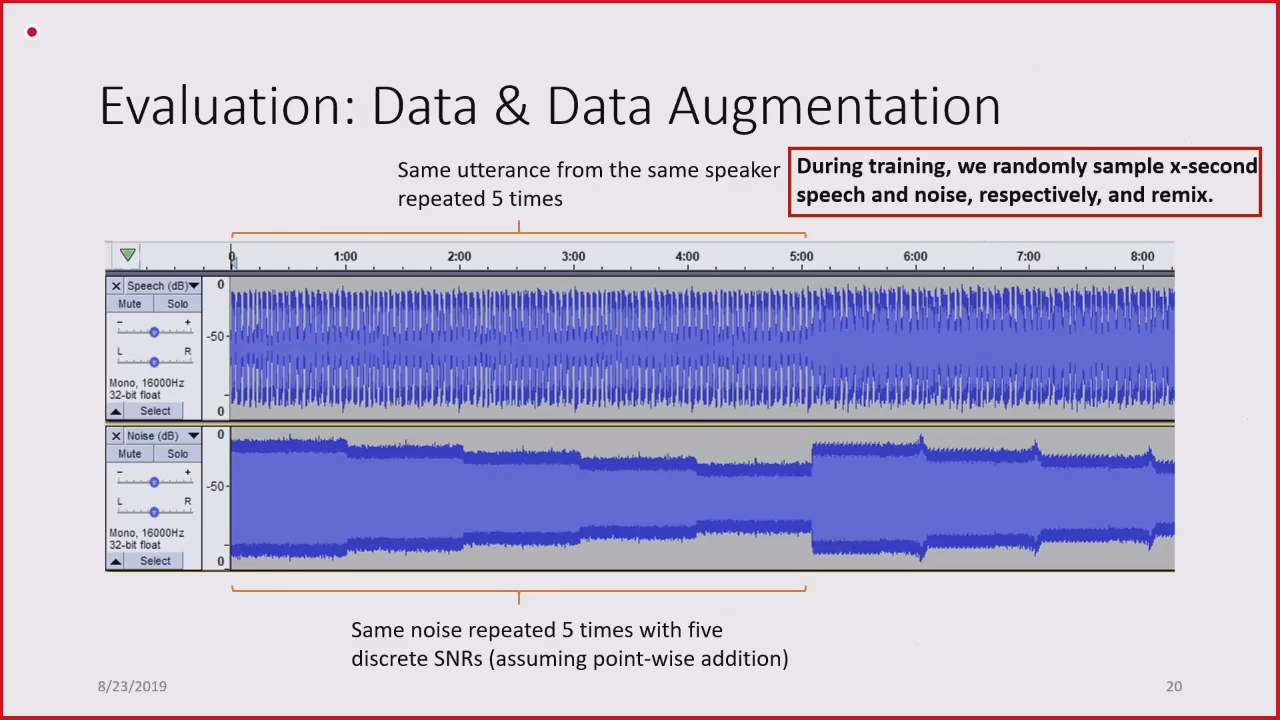 Evaluation: Data & Data Augmentation
Same utterance from the same speaker
repeated 5 times
During training, we randomly sample x-second
speech and noise, respectively, and remix.
0 1:00 2:00 3:00 4:00 5:00 6:00 7:00 8:00
Speech (dB)
Mute Solo
- +
L R
Mono, 16000Hz
32-bit float
Select
0
-50
0
Noise (dB)
Mute Solo
- +
L R
Mono, 16000Hz
32-bit float
Select
0
-50
0
Same noise repeated 5 times with five
discrete SNRs (assuming point-wise addition)
8/23/2019
20